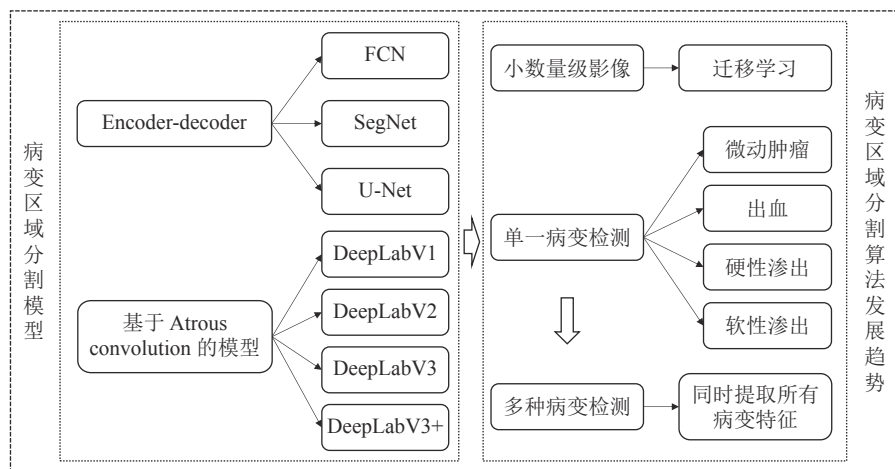 病变区域分割模型
Encoder-decoder
FCN
SegNet
U-Net
基于 Atrous
convolution 的模型
DeepLabV1
DeepLabV2
DeepLabV3
DeepLabV3+
小数量级影像
迁移学习
单一病变检测
微动肿瘤
出血
硬性渗出
软性渗出
多种病变检测
同时提取所有
病变特征
病变区域分割算法发展趋势